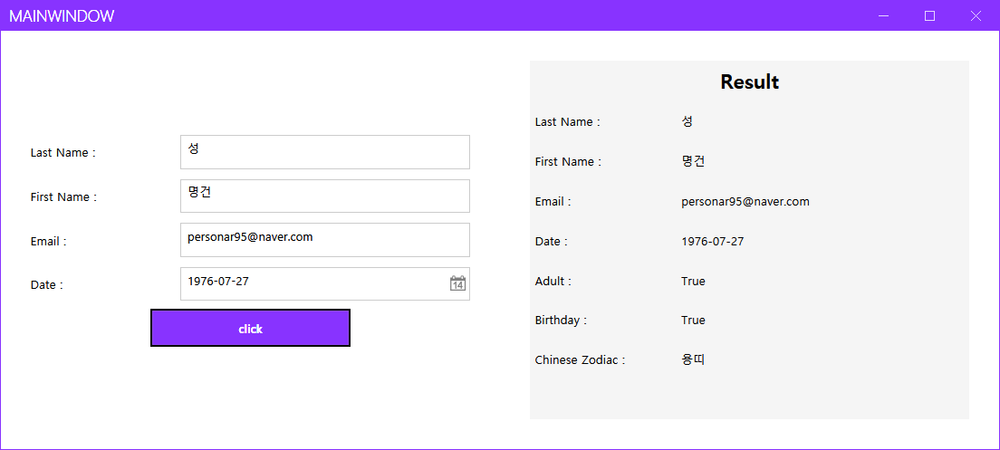 MAINWINDOW
Last Name : 성
First Name : 명건
Email : personar95@naver.com
Date : 1976-07-27 14
click
Result
Last Name : 성
First Name : 명건
Email : personar95@naver.com
Date : 1976-07-27
Adult : True
Birthday : True
Chinese Zodiac : 용띠